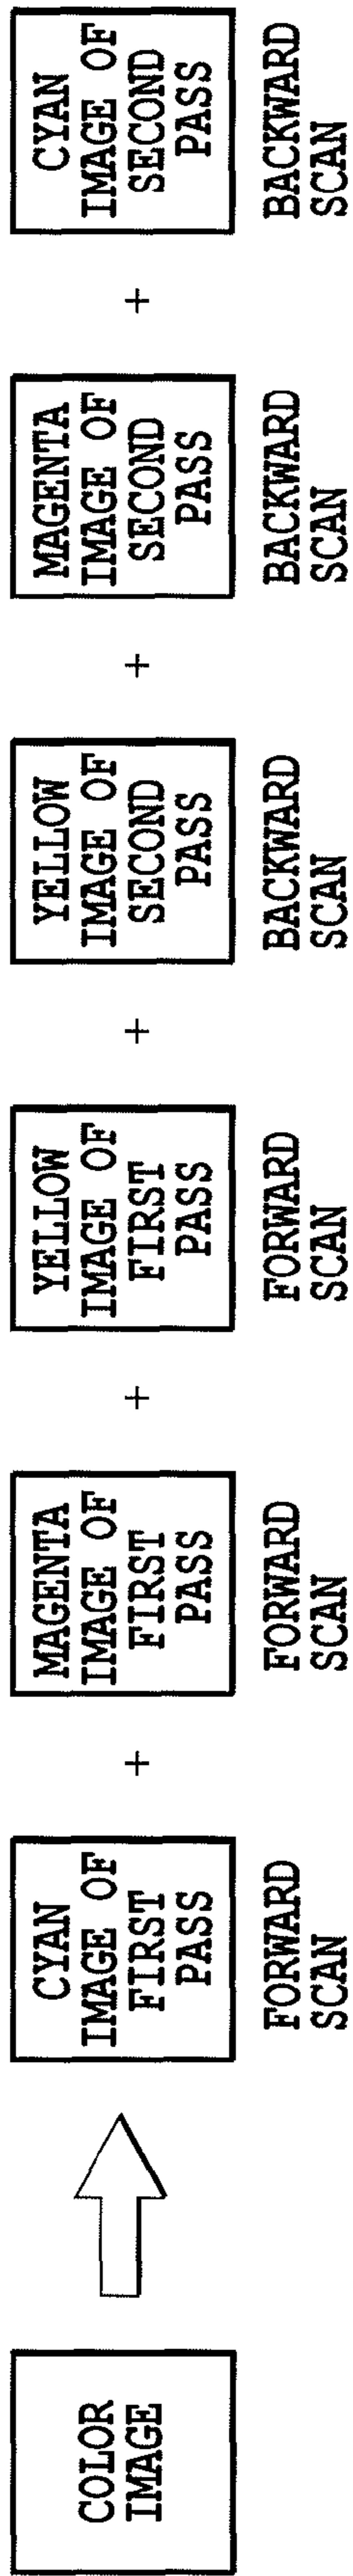 COLOR
IMAGE
CYAN
IMAGE OF
FIRST
PASS
FORWARD
SCAN
+
MAGENTA
IMAGE OF
FIRST
PASS
FORWARD
SCAN
+
YELLOW
IMAGE OF
FIRST
PASS
FORWARD
SCAN
+
YELLOW
IMAGE OF
SECOND
PASS
BACKWARD
SCAN
+
MAGENTA
IMAGE OF
SECOND
PASS
BACKWARD
SCAN
+
CYAN
IMAGE OF
SECOND
PASS
BACKWARD
SCAN